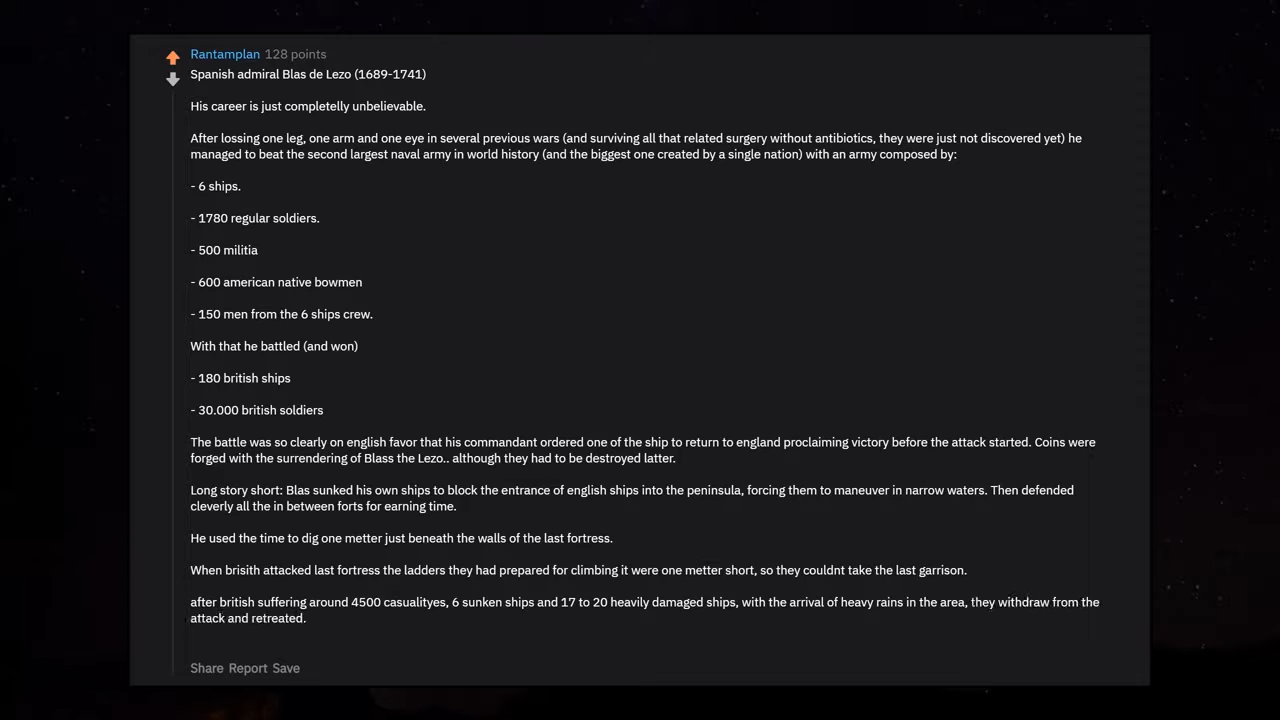 Rantamplan 128 points
Spanish admiral Blas de Lezo (1689-1741)
His career is just completelly unbelievable.
After lossing one leg, one arm and one eye in several previous wars (and surviving all that related surgery without antibiotics, they were just not discovered yet) he
managed to beat the second largest naval army in world history (and the biggest one created by a single nation) with an army composed by:
- 6 ships.
- 1780 regular soldiers.
- 500 militia
- 600 american native bowmen
- 150 men from the 6 ships crew.
With that he battled (and won)
- 180 british ships
- 30.000 british soldiers
The battle was so clearly on english favor that his commandant ordered one of the ship to return to england proclaiming victory before the attack started. Coins were
forged with the surrendering of Blass the Lezo.. although they had to be destroyed latter.
Long story short: Blas sunked his own ships to block the entrance of english ships into the peninsula, forcing them to maneuver in narrow waters. Then defended
cleverly all the in between forts for earning time.
He used the time to dig one metter just beneath the walls of the last fortress.
When brisith attacked last fortress the ladders they had prepared for climbing it were one metter short, so they couldnt take the last garrison.
after british suffering around 4500 casualityes, 6 sunken ships and 17 to 20 heavily damaged ships, with the arrival of heavy rains in the area, they withdraw from the
attack and retreated.
Share Report Save